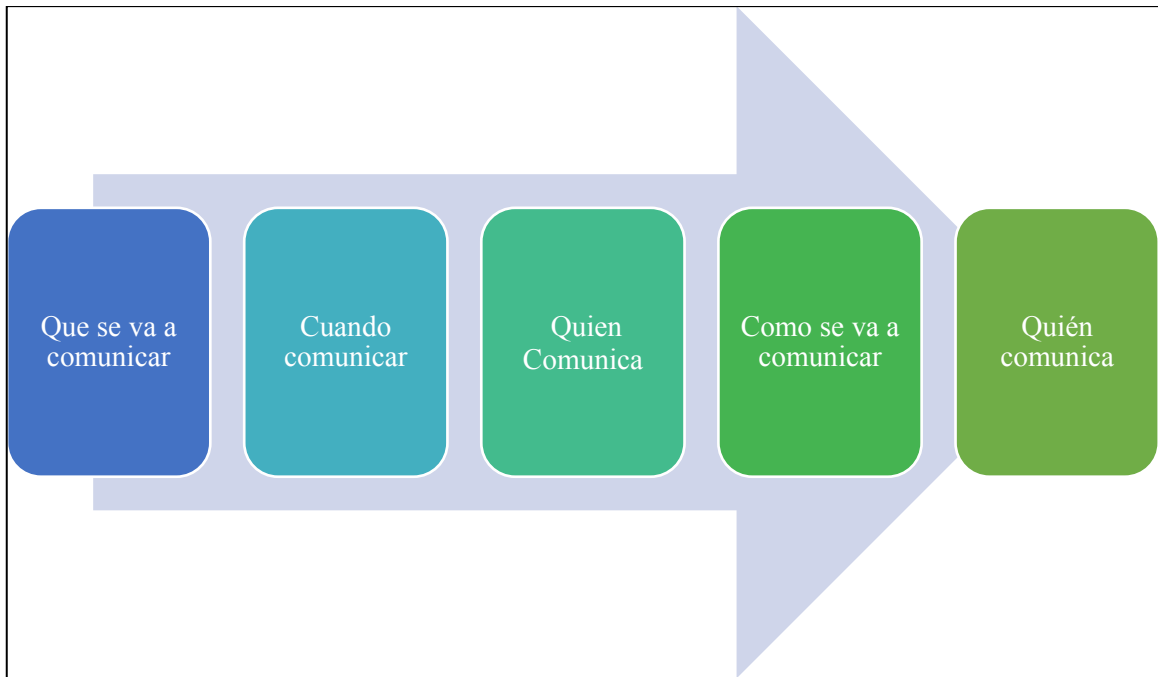 Que se va a
comunicar
Cuando
comunicar
Quien
Comunica
Como se va a
comunicar
Quién
comunica